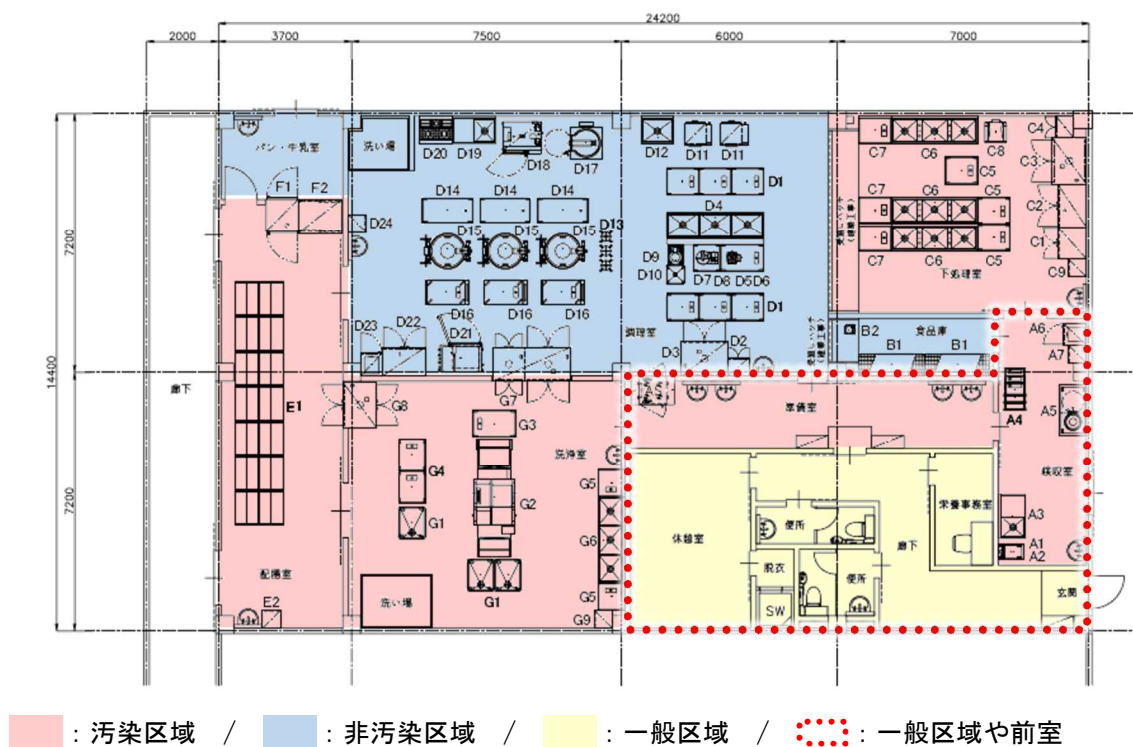 24200
2000
3700
7500
6000
7000
パン・牛乳室
洗い場
D20
D19
D18
D17
D12
D11
D11
C7
C6
C8
C4
C3
C5
F1
F2
D14
D14
D14
D1
D24
D15
D15
D15
D13
D4
C7
C6
C5
C2
7200
D9
D10
D7
D8
D5
D6
C7
C6
C5
C1
C9
下処理室
D16
D16
D16
D1
調理室
D23
D22
D21
D3
D2
B2
食品庫
B1
B1
A6
A7
14400
廊下
E1
G8
G7
準備室
A4
A5
G3
洗浄室
検収室
G4
G5
G2
7200
G1
G6
休憩室
便所
栄養事務室
廊下
A3
A1
A2
配膳室
脱衣
便所
G1
G5
洗い場
E2
G9
SW
玄関
:汚染区域 / :非汚染区域 / :一般区域 / :一般区域や前室